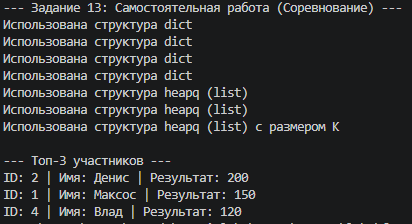 --- Задание 13: Самостоятельная работа (Соревнование) ---
Использована структура dict
Использована структура dict
Использована структура dict
Использована структура dict
Использована структура heapq (list)
Использована структура heapq (list)
Использована структура heapq (list) с размером K
--- Топ-3 участников ---
ID: 2 | Имя: Денис | Результат: 200
ID: 1 | Имя: Максос | Результат: 150
ID: 4 | Имя: Влад | Результат: 120